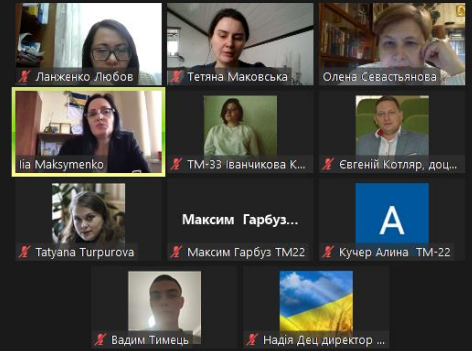 Ланженко Любов
Тетяна Маковська
Олена Севастьянова
Iia Maksymenko
ТМ-33 Іванчикова К...
Євгеній Котляр, доц...
Tatyana Turpurova
Максим Гарбуз...
Максим Гарбуз ТМ22
А
Кучер Алина ТМ-22
Вадим Тимець
Надія Дец директор ...